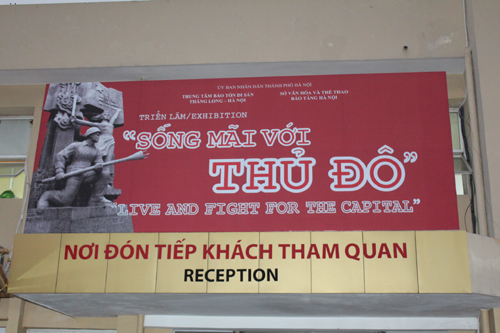 ỦY BAN NHÂN DÂN THÀNH PHỐ HÀ NỘI
TRUNG TÂM BẢO TỒN DI SẢN
THĂNG LONG - HÀ NỘI
SỞ VĂN HÓA VÀ THỂ THAO
BẢO TÀNG HÀ NỘI
TRIỂN LÃM/EXHIBITION
“SỐNG MÃI VỚI
THỦ ĐÔ”
"LIVE AND FIGHT FOR THE CAPITAL"
NƠI ĐÓN TIẾP KHÁCH THAM QUAN
RECEPTION